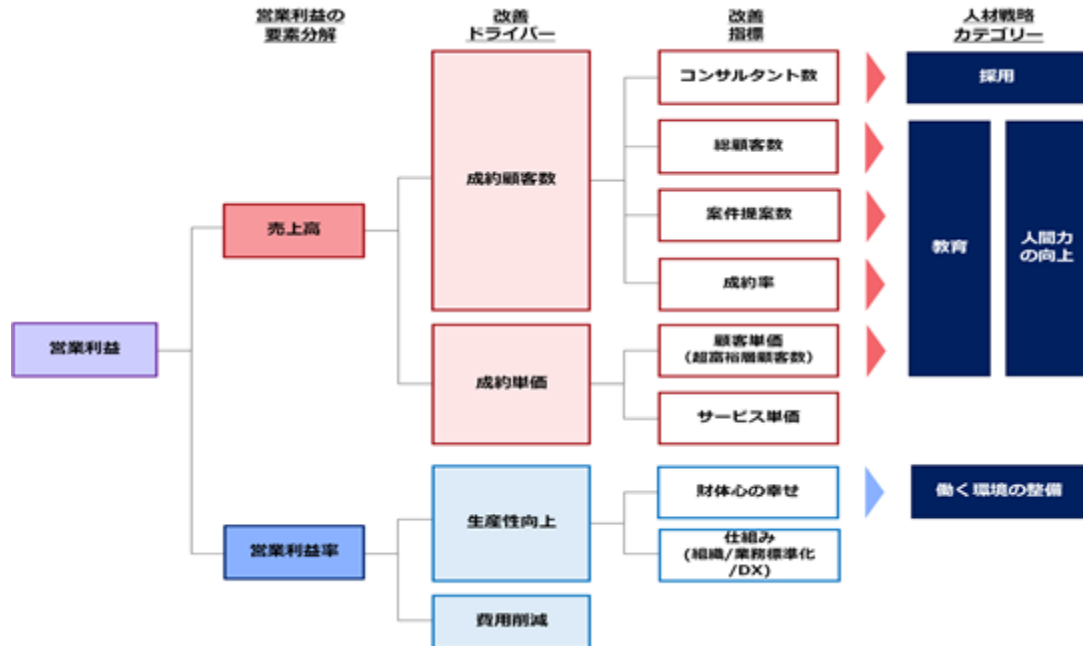 営業利益の
要素分解
改善
ドライバー
改善
指標
人材戦略
カテゴリー
営業利益
売上高
営業利益率
成約顧客数
成約単価
生産性向上
費用削減
コンサルタント数
総顧客数
案件提案数
成約率
顧客単価
(超富裕層顧客数)
サービス単価
財体心の幸せ
仕組み
(組織/業務標準化
/DX)
採用
教育
人間力
の向上
働く環境の整備